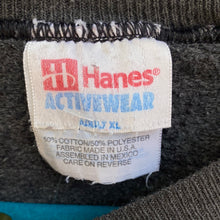 Hanes®
ACTIVEWEAR
ADULT XL
50% COTTON/50% POLYESTER
FABRIC MADE IN U.S.A.
ASSEMBLED IN MEXICO
CARE ON REVERSE